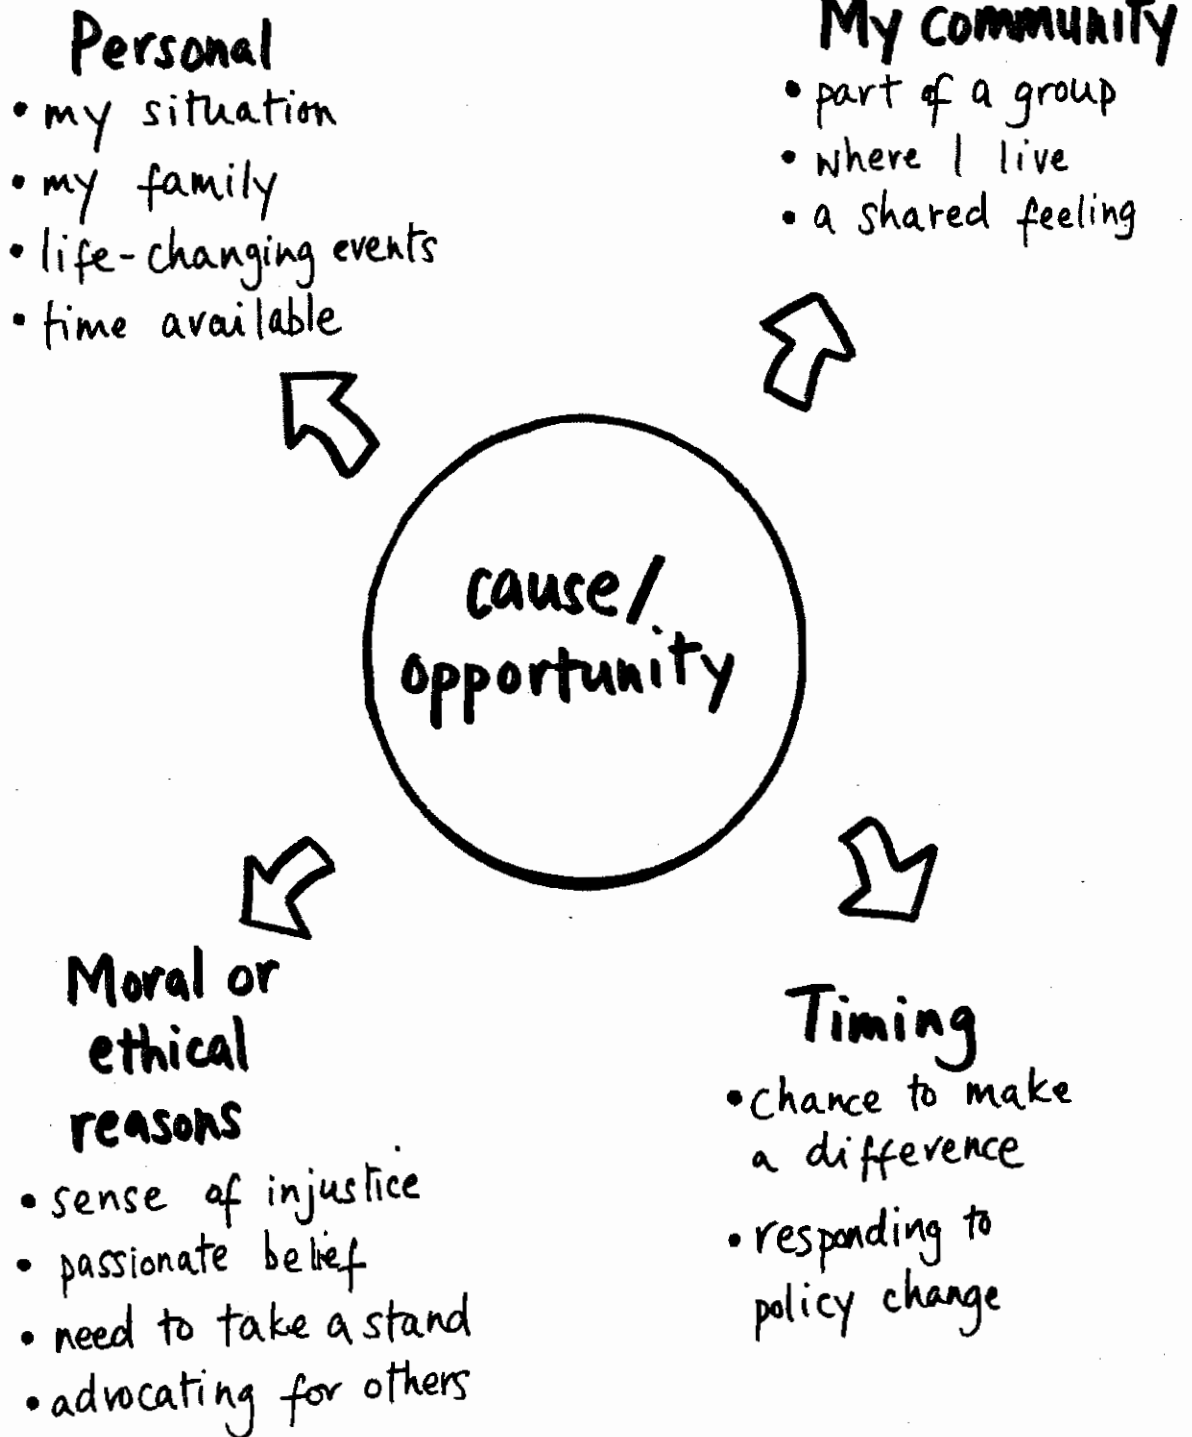 Personal
• my situation
• my family
• life-changing events
• time available
My community
• part of a group
• where I live
• a shared feeling
cause/
opportunity
Moral or
ethical
reasons
• sense of injustice
• passionate belief
• need to take a stand
• advocating for others
Timing
• chance to make
a difference
• responding to
policy change